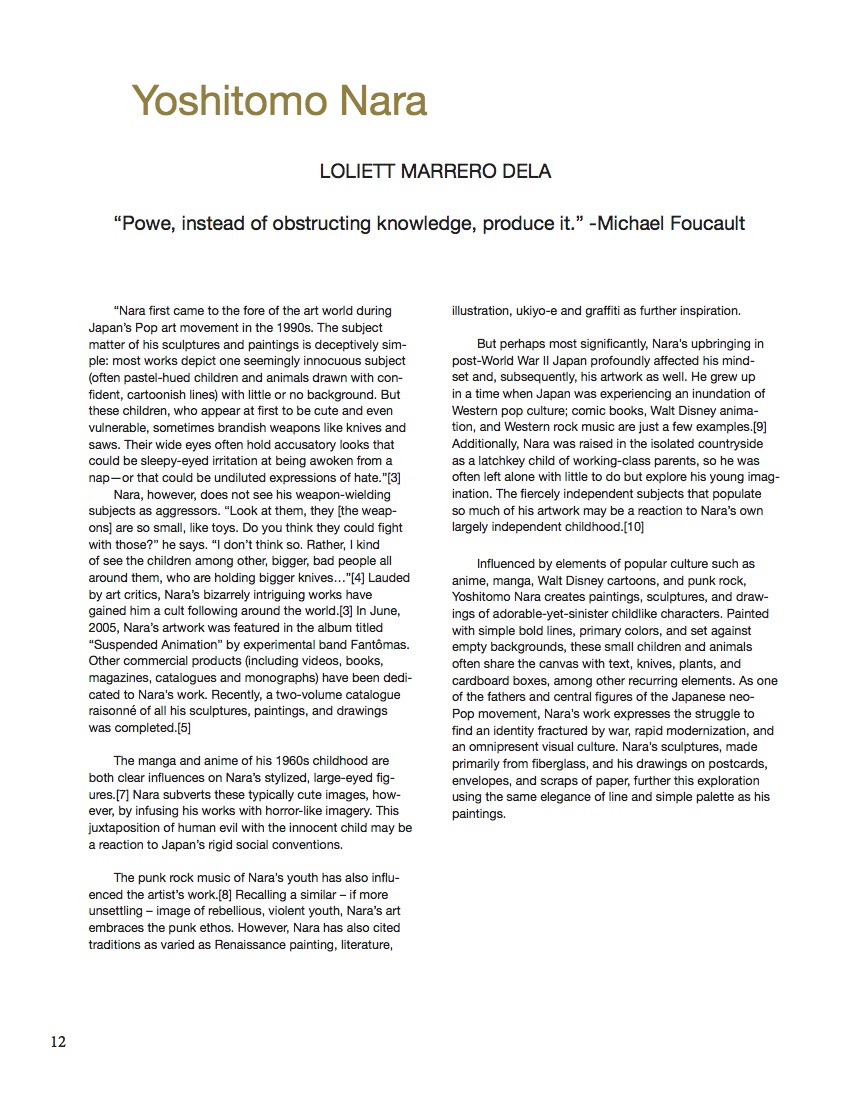 Yoshitomo Nara
LOLIETT MARRERO DELA
“Powe, instead of obstructing knowledge, produce it.” -Michael Foucault
“Nara first came to the fore of the art world during
Japan’s Pop art movement in the 1990s. The subject
matter of his sculptures and paintings is deceptively sim-
ple: most works depict one seemingly innocuous subject
(often pastel-hued children and animals drawn with con-
fident, cartoonish lines) with little or no background. But
these children, who appear at first to be cute and even
vulnerable, sometimes brandish weapons like knives and
saws. Their wide eyes often hold accusatory looks that
could be sleepy-eyed irritation at being awoken from a
nap—or that could be undiluted expressions of hate.”[3]
Nara, however, does not see his weapon-wielding
subjects as aggressors. “Look at them, they [the weap-
ons] are so small, like toys. Do you think they could fight
with those?” he says. “I don’t think so. Rather, I kind
of see the children among other, bigger, bad people all
around them, who are holding bigger knives…”[4] Lauded
by art critics, Nara’s bizarrely intriguing works have
gained him a cult following around the world.[3] In June,
2005, Nara’s artwork was featured in the album titled
“Suspended Animation” by experimental band Fantômas.
Other commercial products (including videos, books,
magazines, catalogues and monographs) have been dedi-
cated to Nara’s work. Recently, a two-volume catalogue
raisonné of all his sculptures, paintings, and drawings
was completed.[5]
The manga and anime of his 1960s childhood are
both clear influences on Nara’s stylized, large-eyed fig-
ures.[7] Nara subverts these typically cute images, how-
ever, by infusing his works with horror-like imagery. This
juxtaposition of human evil with the innocent child may be
a reaction to Japan’s rigid social conventions.
The punk rock music of Nara’s youth has also influ-
enced the artist’s work.[8] Recalling a similar – if more
unsettling – image of rebellious, violent youth, Nara’s art
embraces the punk ethos. However, Nara has also cited
traditions as varied as Renaissance painting, literature,
illustration, ukiyo-e and graffiti as further inspiration.
But perhaps most significantly, Nara’s upbringing in
post-World War II Japan profoundly affected his mind-
set and, subsequently, his artwork as well. He grew up
in a time when Japan was experiencing an inundation of
Western pop culture; comic books, Walt Disney anima-
tion, and Western rock music are just a few examples.[9]
Additionally, Nara was raised in the isolated countryside
as a latchkey child of working-class parents, so he was
often left alone with little to do but explore his young imag-
ination. The fiercely independent subjects that populate
so much of his artwork may be a reaction to Nara’s own
largely independent childhood.[10]
Influenced by elements of popular culture such as
anime, manga, Walt Disney cartoons, and punk rock,
Yoshitomo Nara creates paintings, sculptures, and draw-
ings of adorable-yet-sinister childlike characters. Painted
with simple bold lines, primary colors, and set against
empty backgrounds, these small children and animals
often share the canvas with text, knives, plants, and
cardboard boxes, among other recurring elements. As one
of the fathers and central figures of the Japanese neo-
Pop movement, Nara’s work expresses the struggle to
find an identity fractured by war, rapid modernization, and
an omnipresent visual culture. Nara’s sculptures, made
primarily from fiberglass, and his drawings on postcards,
envelopes, and scraps of paper, further this exploration
using the same elegance of line and simple palette as his
paintings.
12